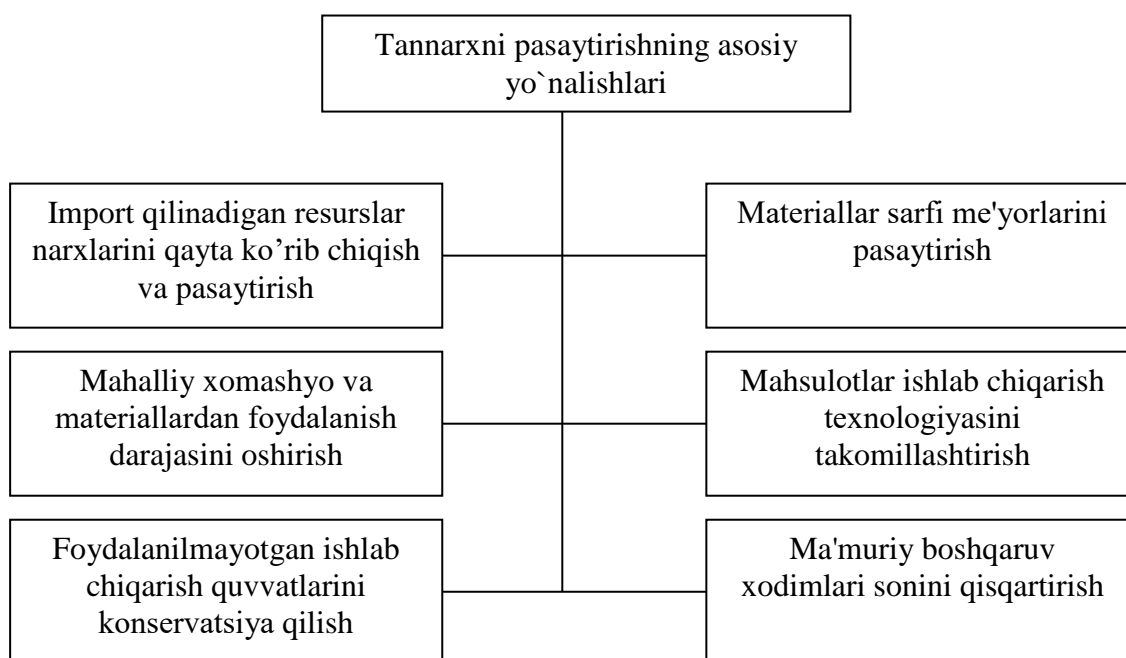 Tannarxni pasaytirishning asosiy
yo`nalishlari
Import qilinadigan resurslar
narxlarini qayta ko’rib chiqish
va pasaytirish
Materiallar sarfi me'yorlarini
pasaytirish
Mahalliy xomashyo va
materiallardan foydalanish
darajasini oshirish
Mahsulotlar ishlab chiqarish
texnologiyasini
takomillashtirish
Foydalanilmayotgan ishlab
chiqarish quvvatlarini
konservatsiya qilish
Ma'muriy boshqaruv
xodimlari sonini qisqartirish